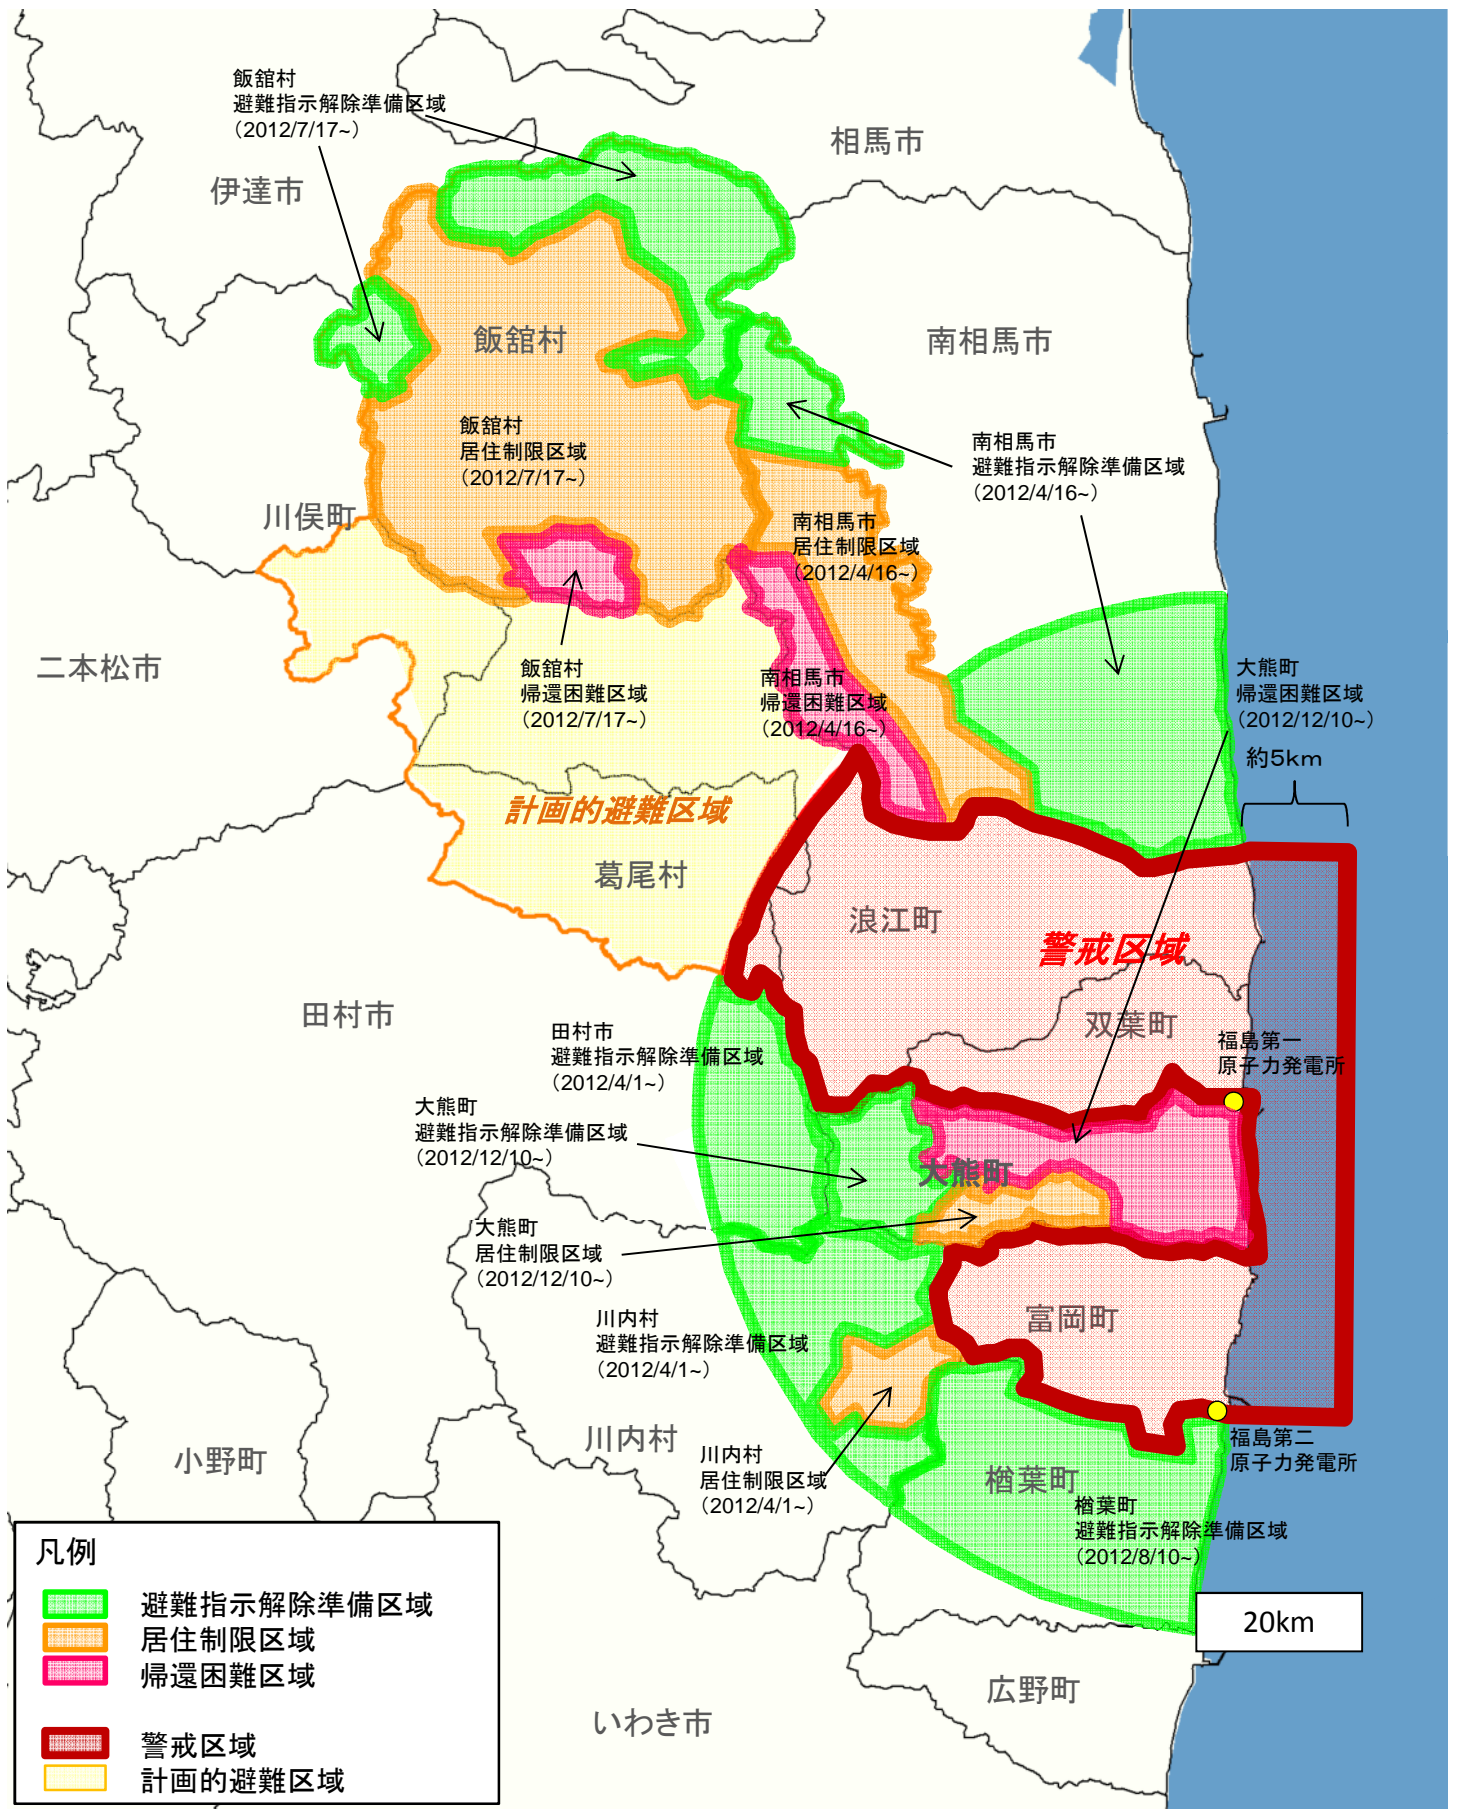 飯舘村
避難指示解除準備区域
（2012/7/17~）
相馬市
伊達市
飯舘村
南相馬市
飯舘村
居住制限区域
（2012/7/17~）
南相馬市
避難指示解除準備区域
（2012/4/16~）
川俣町
南相馬市
居住制限区域
（2012/4/16~）
二本松市
飯舘村
帰還困難区域
（2012/7/17~）
南相馬市
帰還困難区域
（2012/4/16~）
大熊町
帰還困難区域
（2012/12/10~）
約5km
計画的避難区域
葛尾村
浪江町
警戒区域
田村市
双葉町
田村市
避難指示解除準備区域
（2012/4/1~）
福島第一
原子力発電所
大熊町
避難指示解除準備区域
（2012/12/10~）
大熊町
大熊町
居住制限区域
（2012/12/10~）
川内村
避難指示解除準備区域
（2012/4/1~）
富岡町
川内村
小野町
川内村
居住制限区域
（2012/4/1~）
福島第二
原子力発電所
楢葉町
楢葉町
避難指示解除準備区域
（2012/8/10~）
20km
広野町
いわき市
凡例
避難指示解除準備区域
居住制限区域
帰還困難区域
警戒区域
計画的避難区域